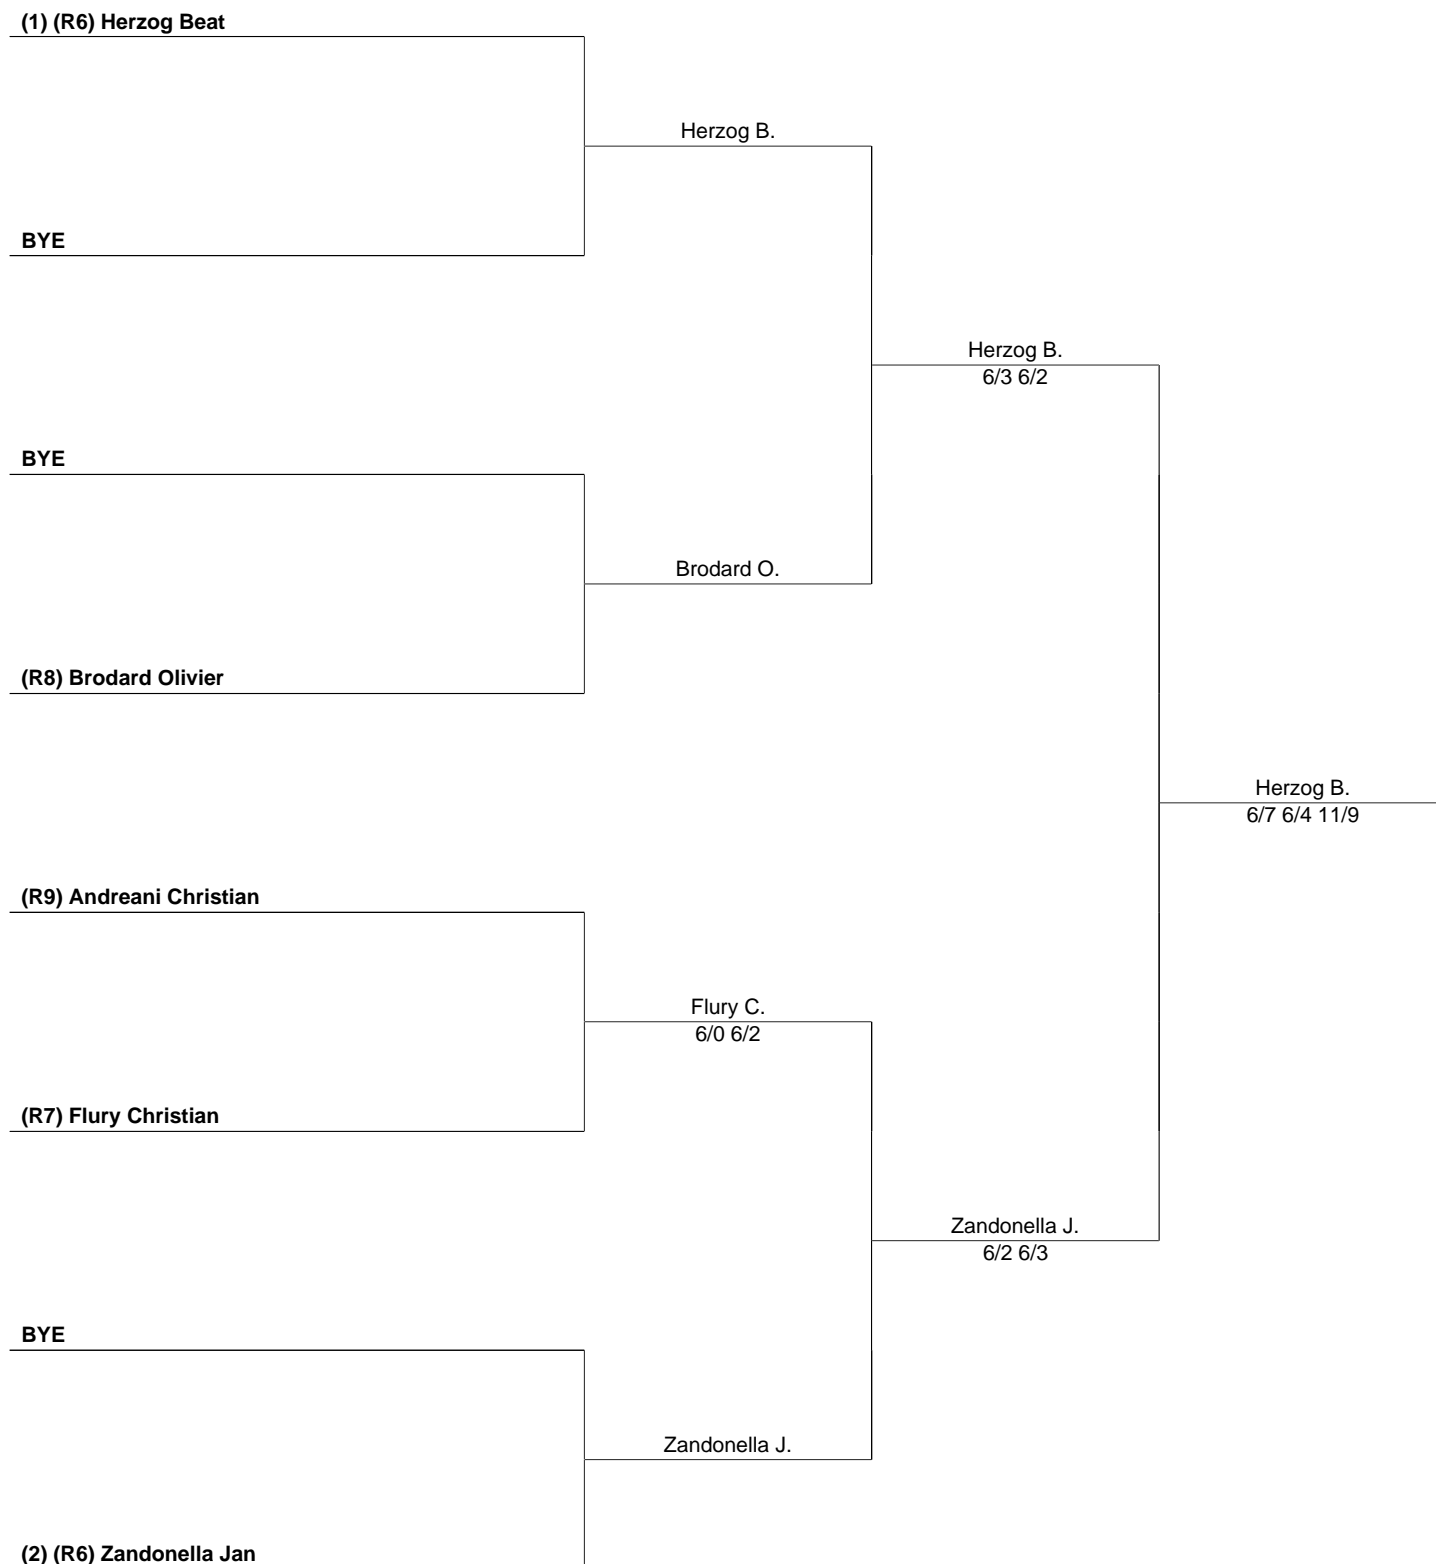 (1) (R6) Herzog Beat
Herzog B.
BYE
Herzog B.
6/3 6/2
BYE
Brodard O.
(R8) Brodard Olivier
Herzog B.
6/7 6/4 11/9
(R9) Andreani Christian
Flury C.
6/0 6/2
(R7) Flury Christian
Zandonella J.
6/2 6/3
BYE
Zandonella J.
(2) (R6) Zandonella Jan